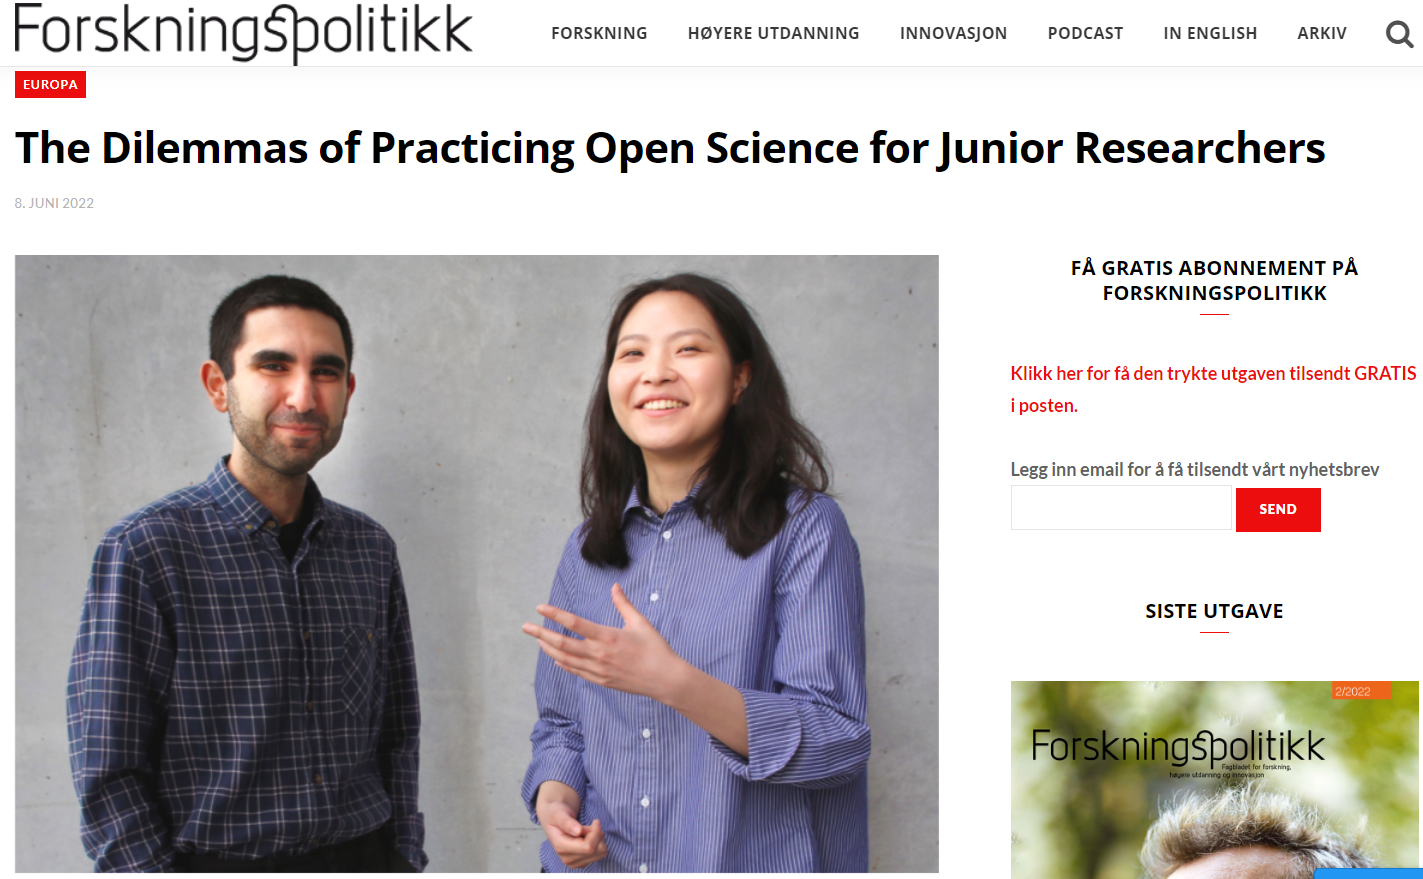 Forskningspolitikk
FORSKNING HØYERE UTDANNING INNOVASJON PODCAST IN ENGLISH ARKIV
EUROPA
The Dilemmas of Practicing Open Science for Junior Researchers
8. JUNI 2022
FÅ GRATIS ABONNEMENT PÅ
FORSKNINGSPOLITIKK
Klikk her for få den trykte utgaven tilsendt GRATIS
i posten.
Legg inn email for å få tilsendt vårt nyhetsbrev
SEND
SISTE UTGAVE
2/2022
Forskningspolitikk
Fagbladet for forskning,
høyere utdanning og innovasjon